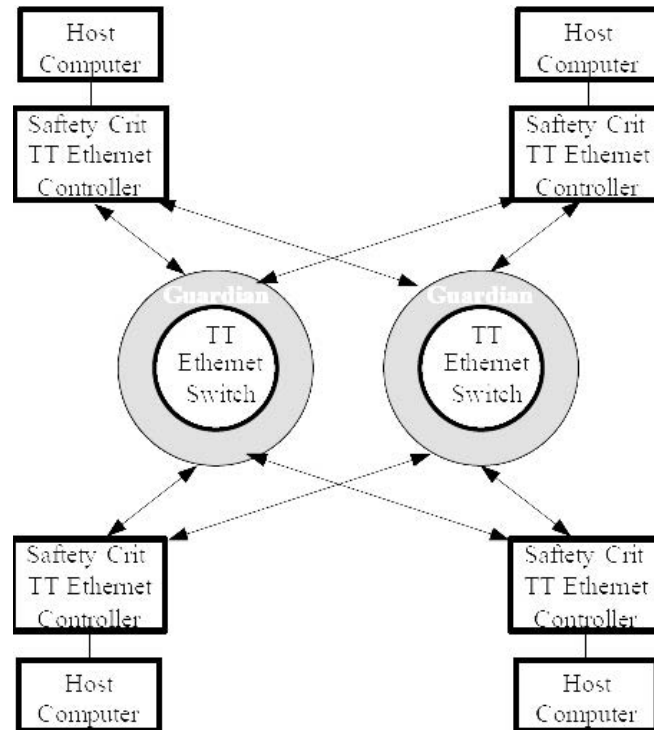 Host
Computer
Saftety Crit
TT Ethernet
Controller
Host
Computer
Saftety Crit
TT Ethernet
Controller
Guardian
TT
Ethernet
Switch
Guardian
TT
Ethernet
Switch
Saftety Crit
TT Ethernet
Controller
Host
Computer
Saftety Crit
TT Ethernet
Controller
Host
Computer